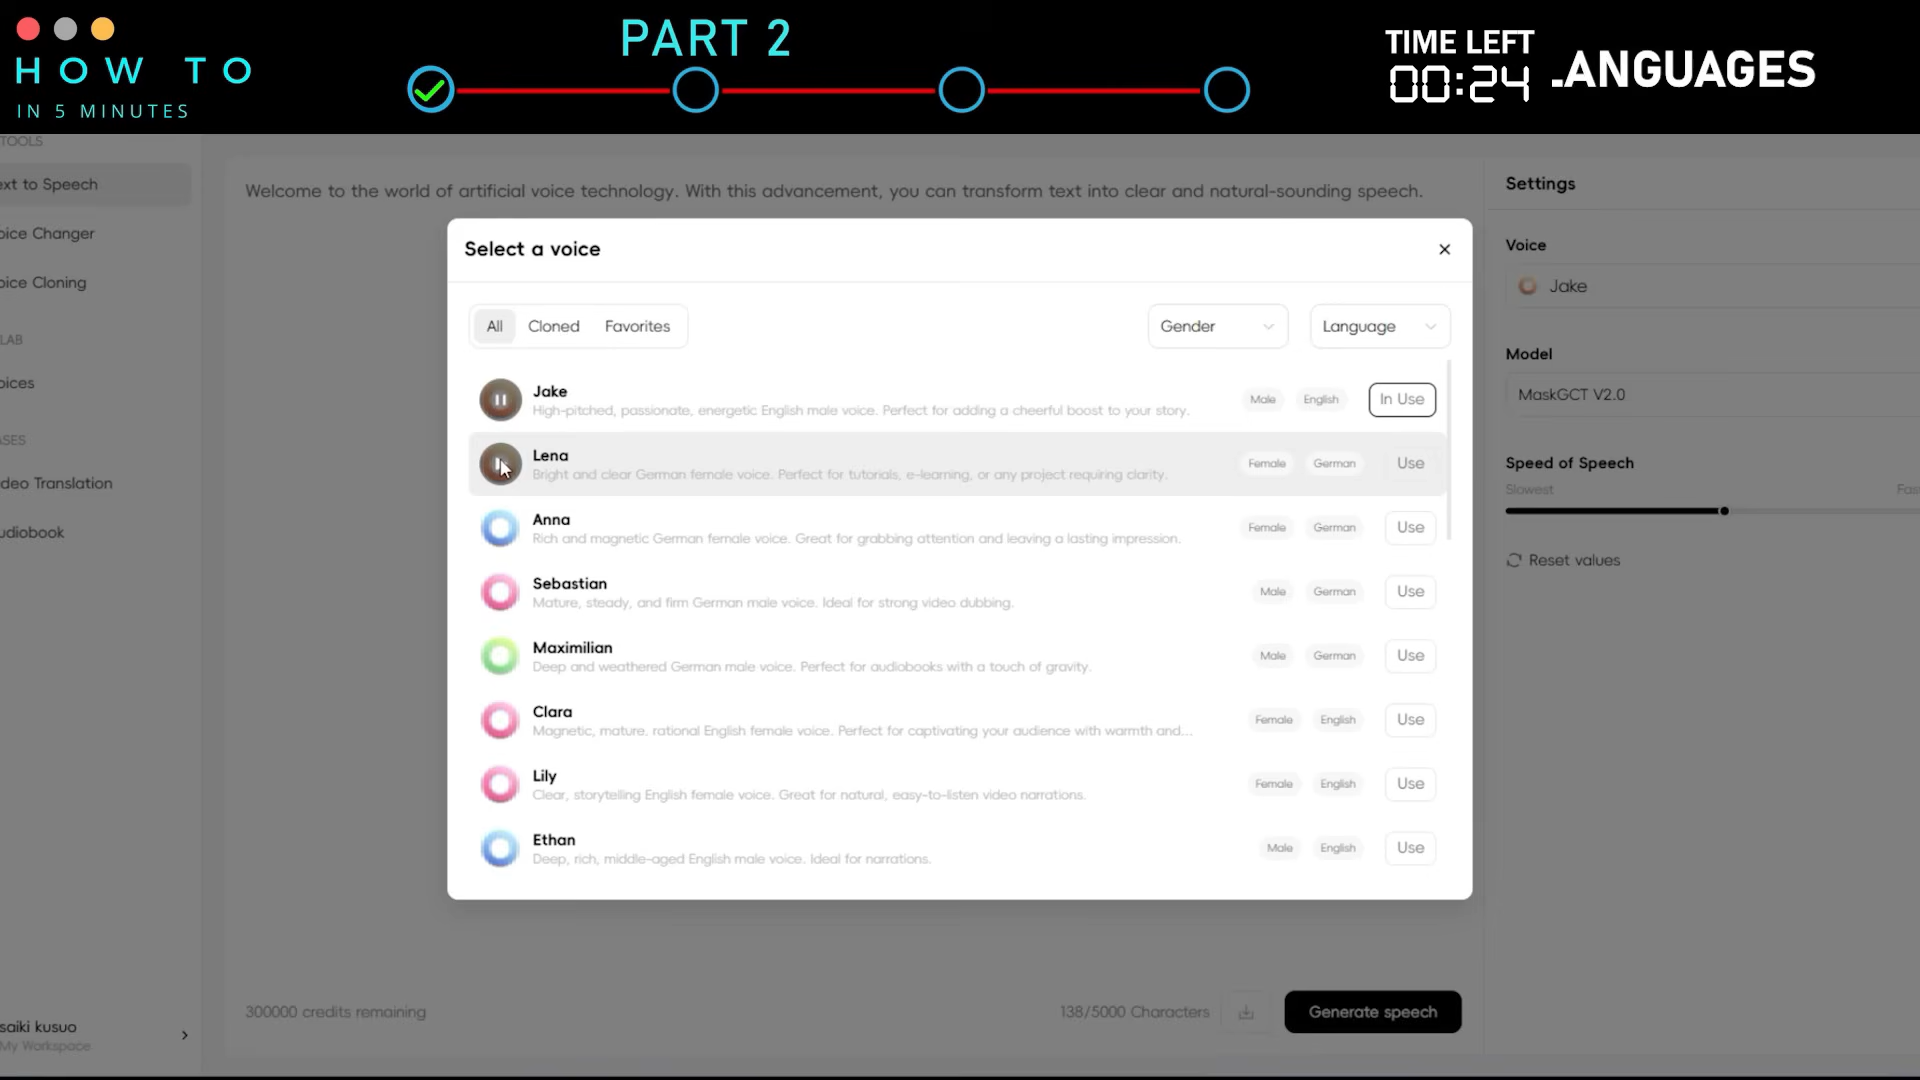 HOW TO
IN 5 MINUTES
PART 2
TIME LEFT
00:24
.ANGUAGES
TOOLS
ext to Speech
oice Changer
oice Cloning
LAB
oices
ASES
deo Translation
udiobook
saiki kusuo
My Workspace
Welcome to the world of artificial voice technology. With this advancement, you can transform text into clear and natural-sounding speech.
Select a voice
All Cloned Favorites Gender Language
Jake
High-pitched, passionate, energetic English male voice. Perfect for adding a cheerful boost to your story.
Male English In Use
Lena
Bright and clear German female voice. Perfect for tutorials, e-learning, or any project requiring clarity.
Female German Use
Anna
Rich and magnetic German female voice. Great for grabbing attention and leaving a lasting impression.
Female German Use
Sebastian
Mature, steady, and firm German male voice. Ideal for strong video dubbing.
Male German Use
Maximilian
Deep and weathered German male voice. Perfect for audiobooks with a touch of gravity.
Male German Use
Clara
Magnetic, mature, rational English female voice. Perfect for captivating your audience with warmth and...
Female English Use
Lily
Clear, storytelling English female voice. Great for natural, easy-to-listen video narrations.
Female English Use
Ethan
Deep, rich, middle-aged English male voice. Ideal for narrations.
Male English Use
300000 credits remaining
138/5000 Characters
Generate speech
Settings
Voice
Jake
Model
MaskGCT V2.0
Speed of Speech
Slowest Fas
Reset values